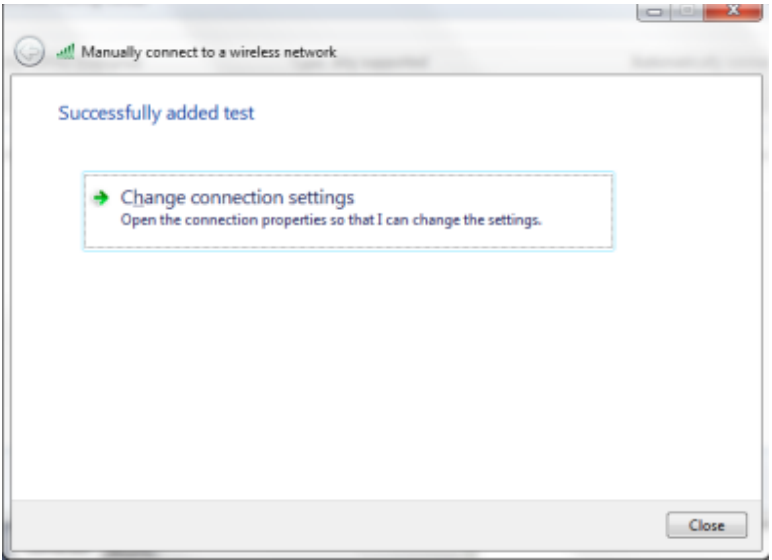 Manually connect to a wireless network
Successfully added test
Change connection settings
Open the connection properties so that I can change the settings.
Close